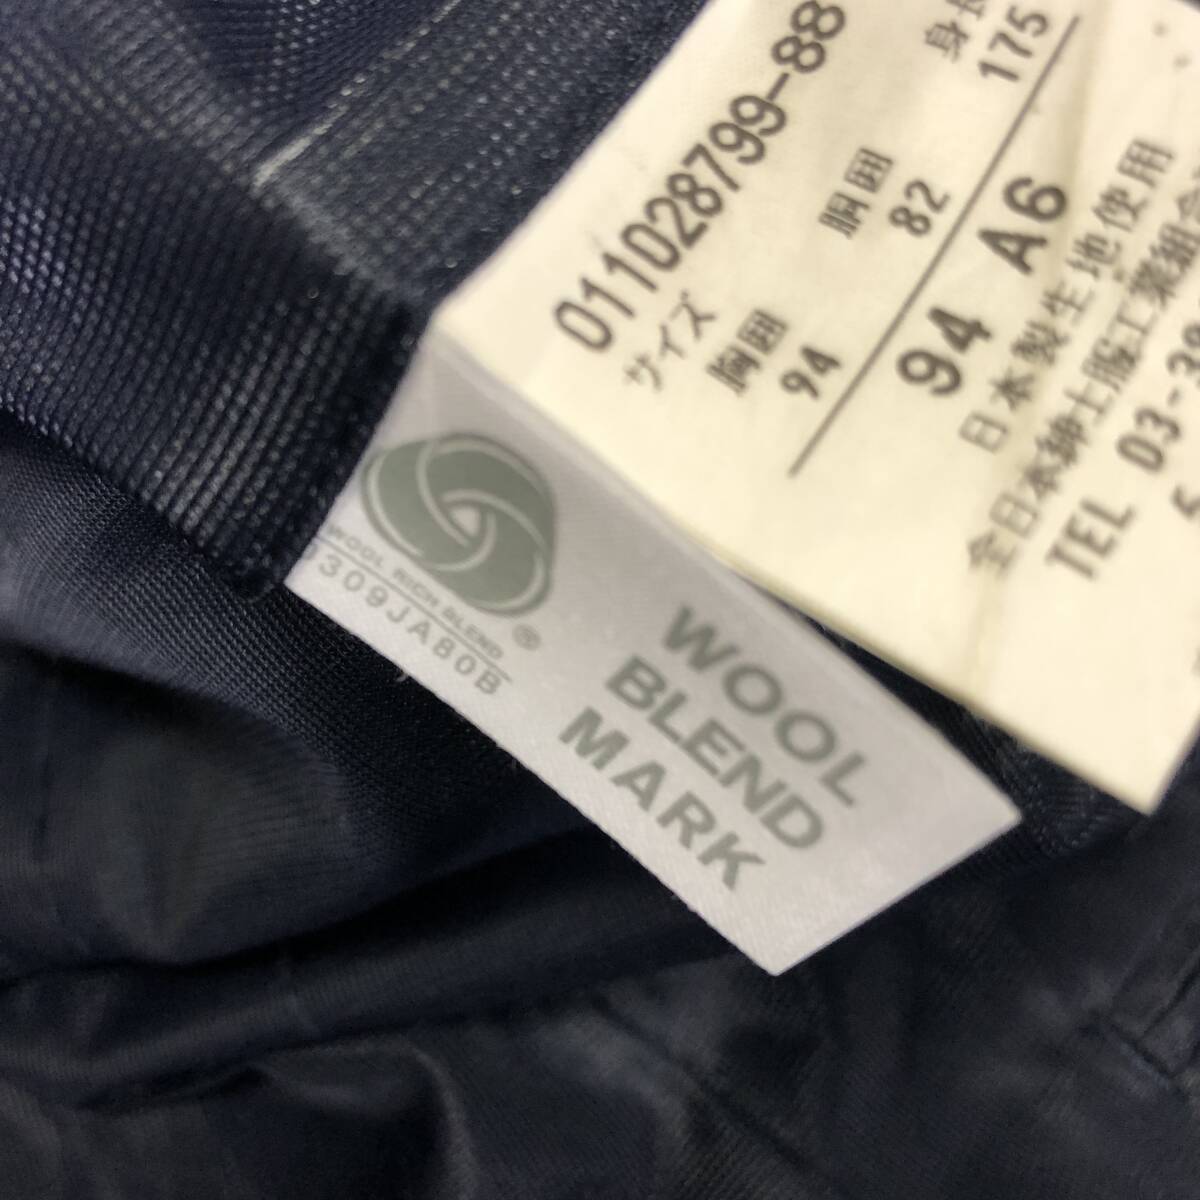 011028799-88
サイズ
胸囲 胴囲 身長
94 82 175
94 A6
日本製生地使用
全日本紳士服工業組合
TEL 03-
WOOL RICH BLEND
®
0309JA80B
WOOL
BLEND
MARK